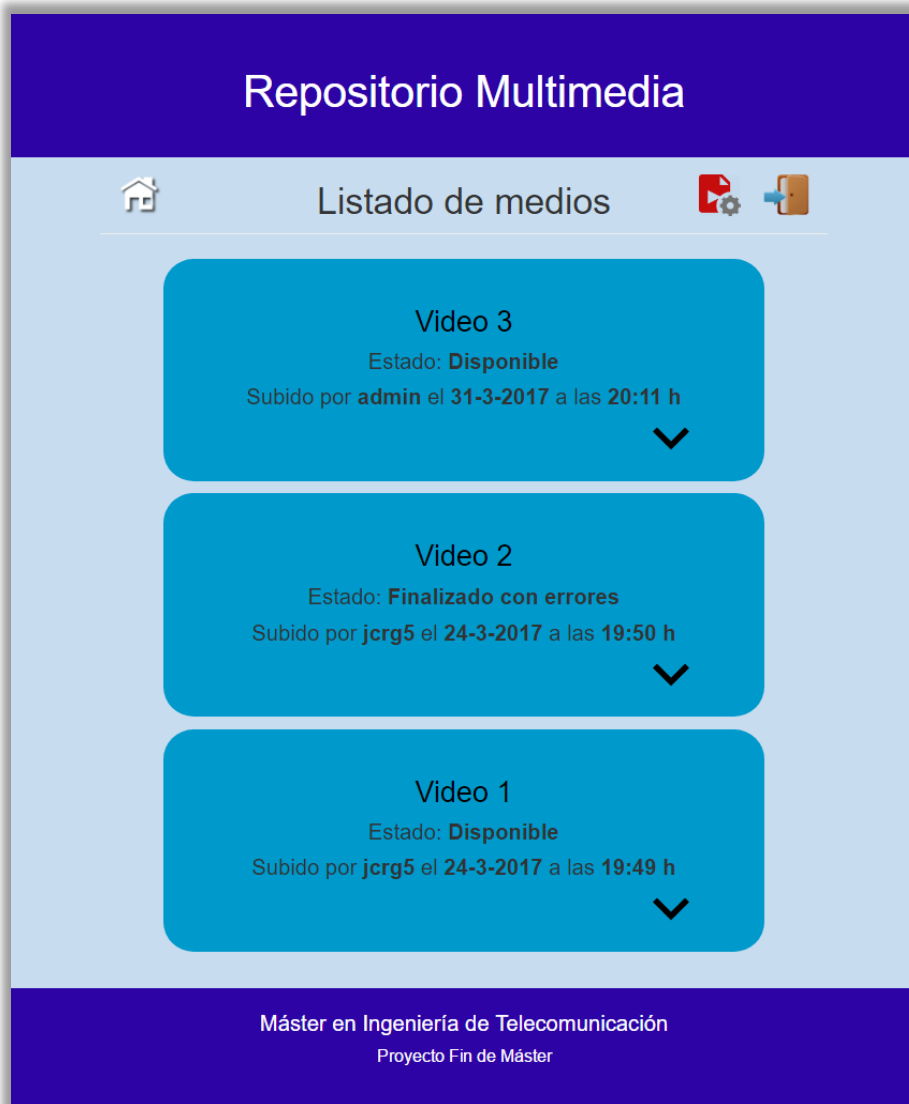 Repositorio Multimedia
Listado de medios
Video 3
Estado: Disponible
Subido por admin el 31-3-2017 a las 20:11 h
Video 2
Estado: Finalizado con errores
Subido por jcrg5 el 24-3-2017 a las 19:50 h
Video 1
Estado: Disponible
Subido por jcrg5 el 24-3-2017 a las 19:49 h
Máster en Ingeniería de Telecomunicación
Proyecto Fin de Máster